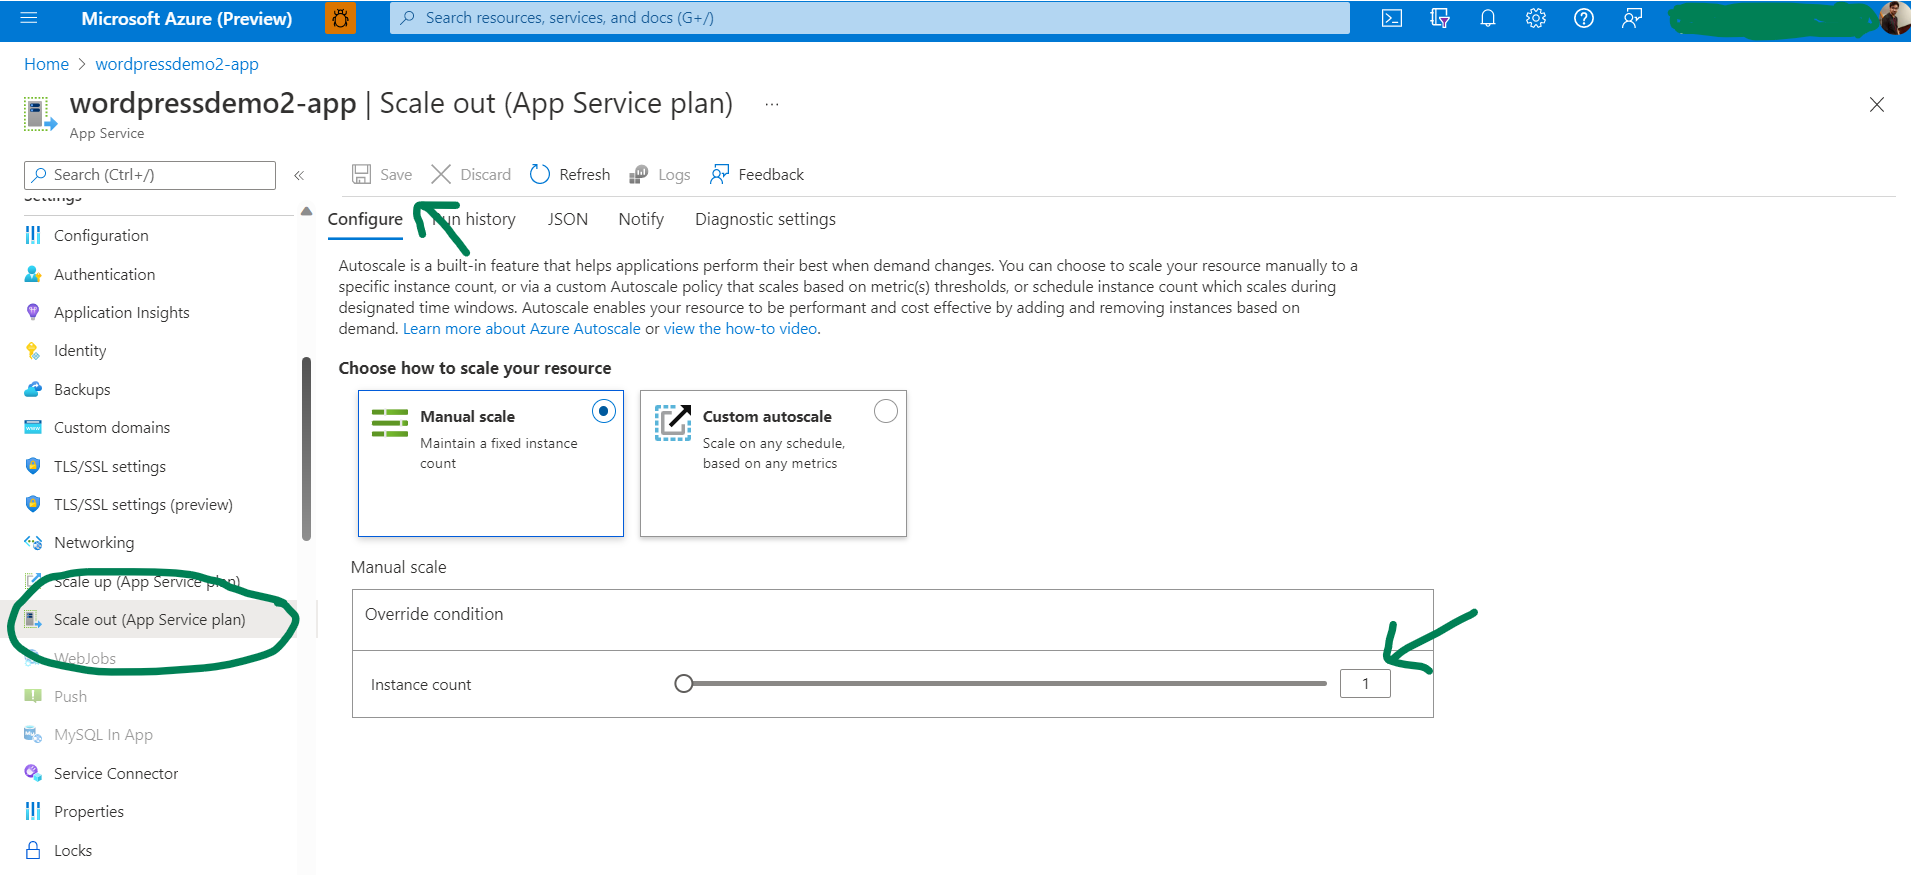 Microsoft Azure (Preview)
Search resources, services, and docs (G+/)
Home > wordpressdemo2-app
wordpressdemo2-app | Scale out (App Service plan) ...
App Service
Search (Ctrl+/)
«
Save
Discard
Refresh
Logs
Feedback
Settings
Configuration
Authentication
Application Insights
Identity
Backups
Custom domains
TLS/SSL settings
TLS/SSL settings (preview)
Networking
Scale up (App Service plan)
Scale out (App Service plan)
WebJobs
Push
MySQL In App
Service Connector
Properties
Locks
Configure
Run history
JSON
Notify
Diagnostic settings
Autoscale is a built-in feature that helps applications perform their best when demand changes. You can choose to scale your resource manually to a
specific instance count, or via a custom Autoscale policy that scales based on metric(s) thresholds, or schedule instance count which scales during
designated time windows. Autoscale enables your resource to be performant and cost effective by adding and removing instances based on
demand. Learn more about Azure Autoscale or view the how-to video.
Choose how to scale your resource
Manual scale
Maintain a fixed instance
count
Custom autoscale
Scale on any schedule,
based on any metrics
Manual scale
Override condition
Instance count
1